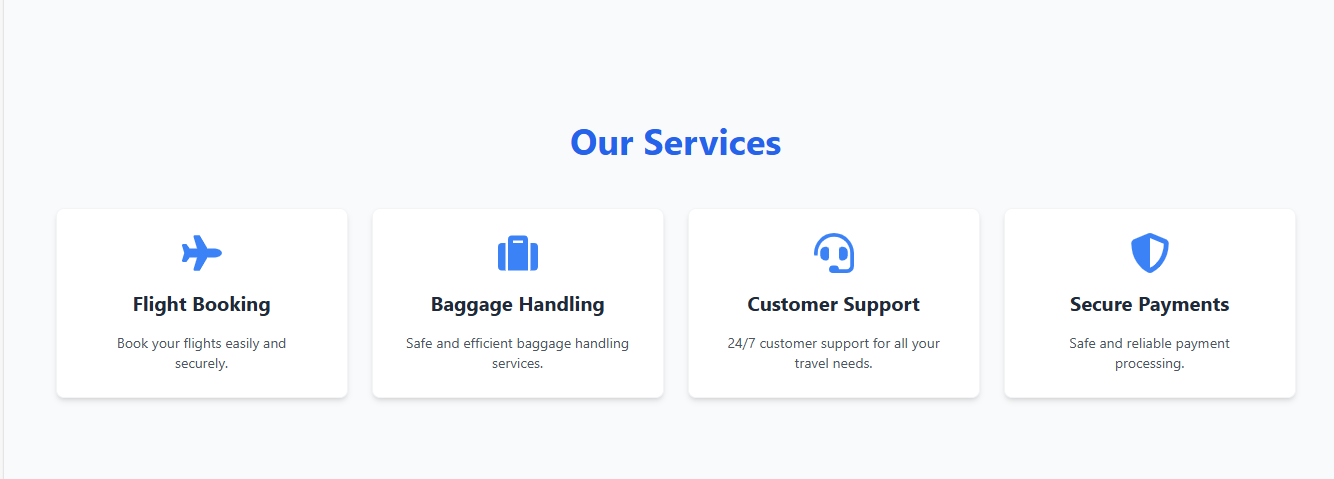 Our Services
Flight Booking
Book your flights easily and
securely.
Baggage Handling
Safe and efficient baggage handling
services.
Customer Support
24/7 customer support for all your
travel needs.
Secure Payments
Safe and reliable payment
processing.